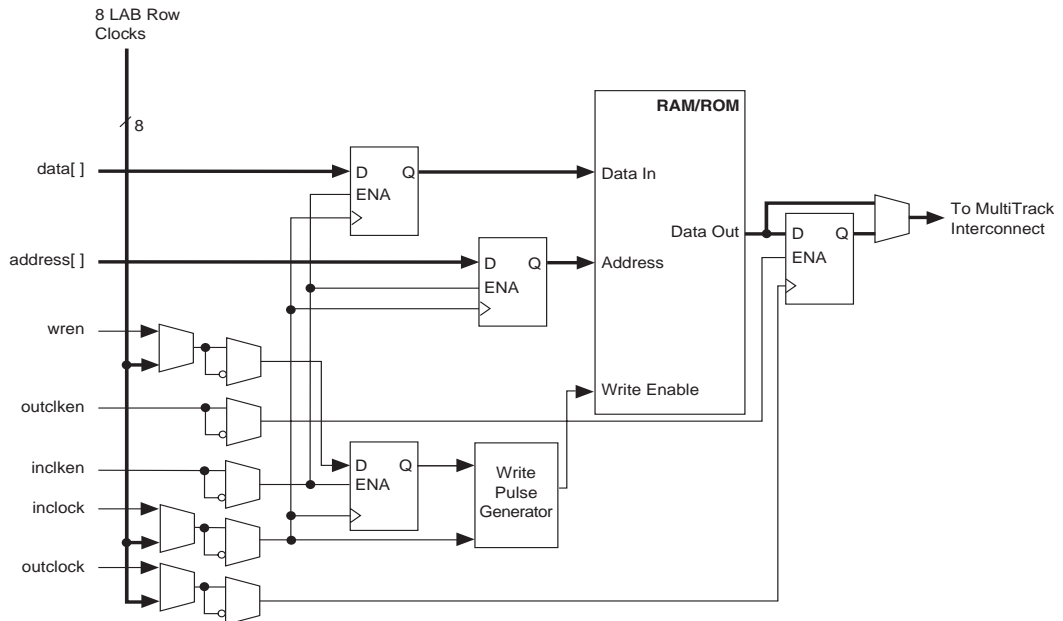 8 LAB Row
Clocks
8
RAM/ROM
data[ ]
D Q
ENA
Data In
Data Out
To MultiTrack
Interconnect
D Q
ENA
address[ ]
D Q
ENA
Address
wren
Write Enable
outclken
inclken
D Q
ENA
Write
Pulse
Generator
inclock
outclock